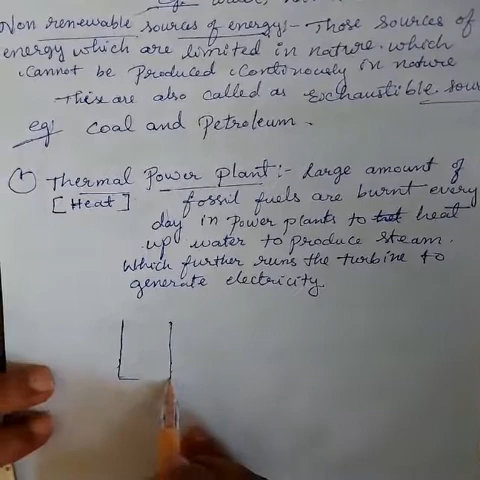 Non renewable sources of energy:- Those sources of
energy which are limited in nature. which
cannot be produced continously in nature
These are also called as Exchaustible
eg: Coal and Petroleum.
Thermal Power Plant:- Large amount of
[Heat] fossil fuels are burnt every
day in power plants to heat
up water to produce steam.
which further runs the turbine to
generate electricity.